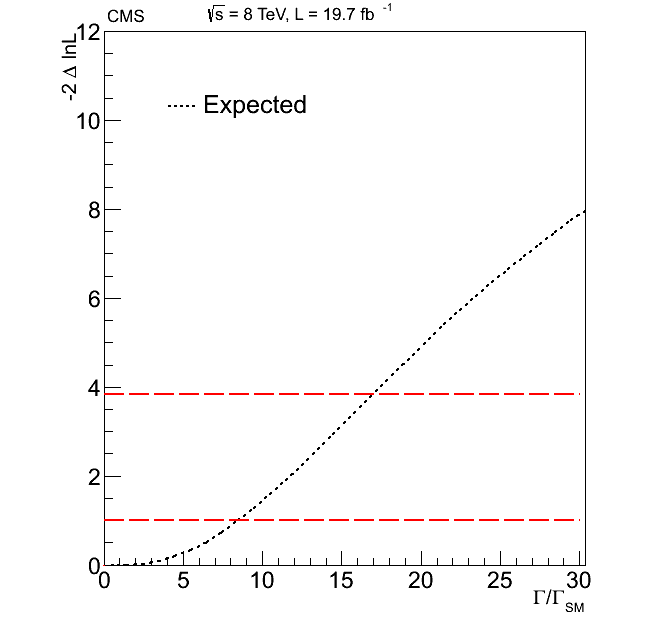 CMS √s = 8 TeV, L = 19.7 fb⁻¹
-2 Δ lnL
Expected
12
10
8
6
4
2
0
0 5 10 15 20 25 30
Γ/Γ_SM